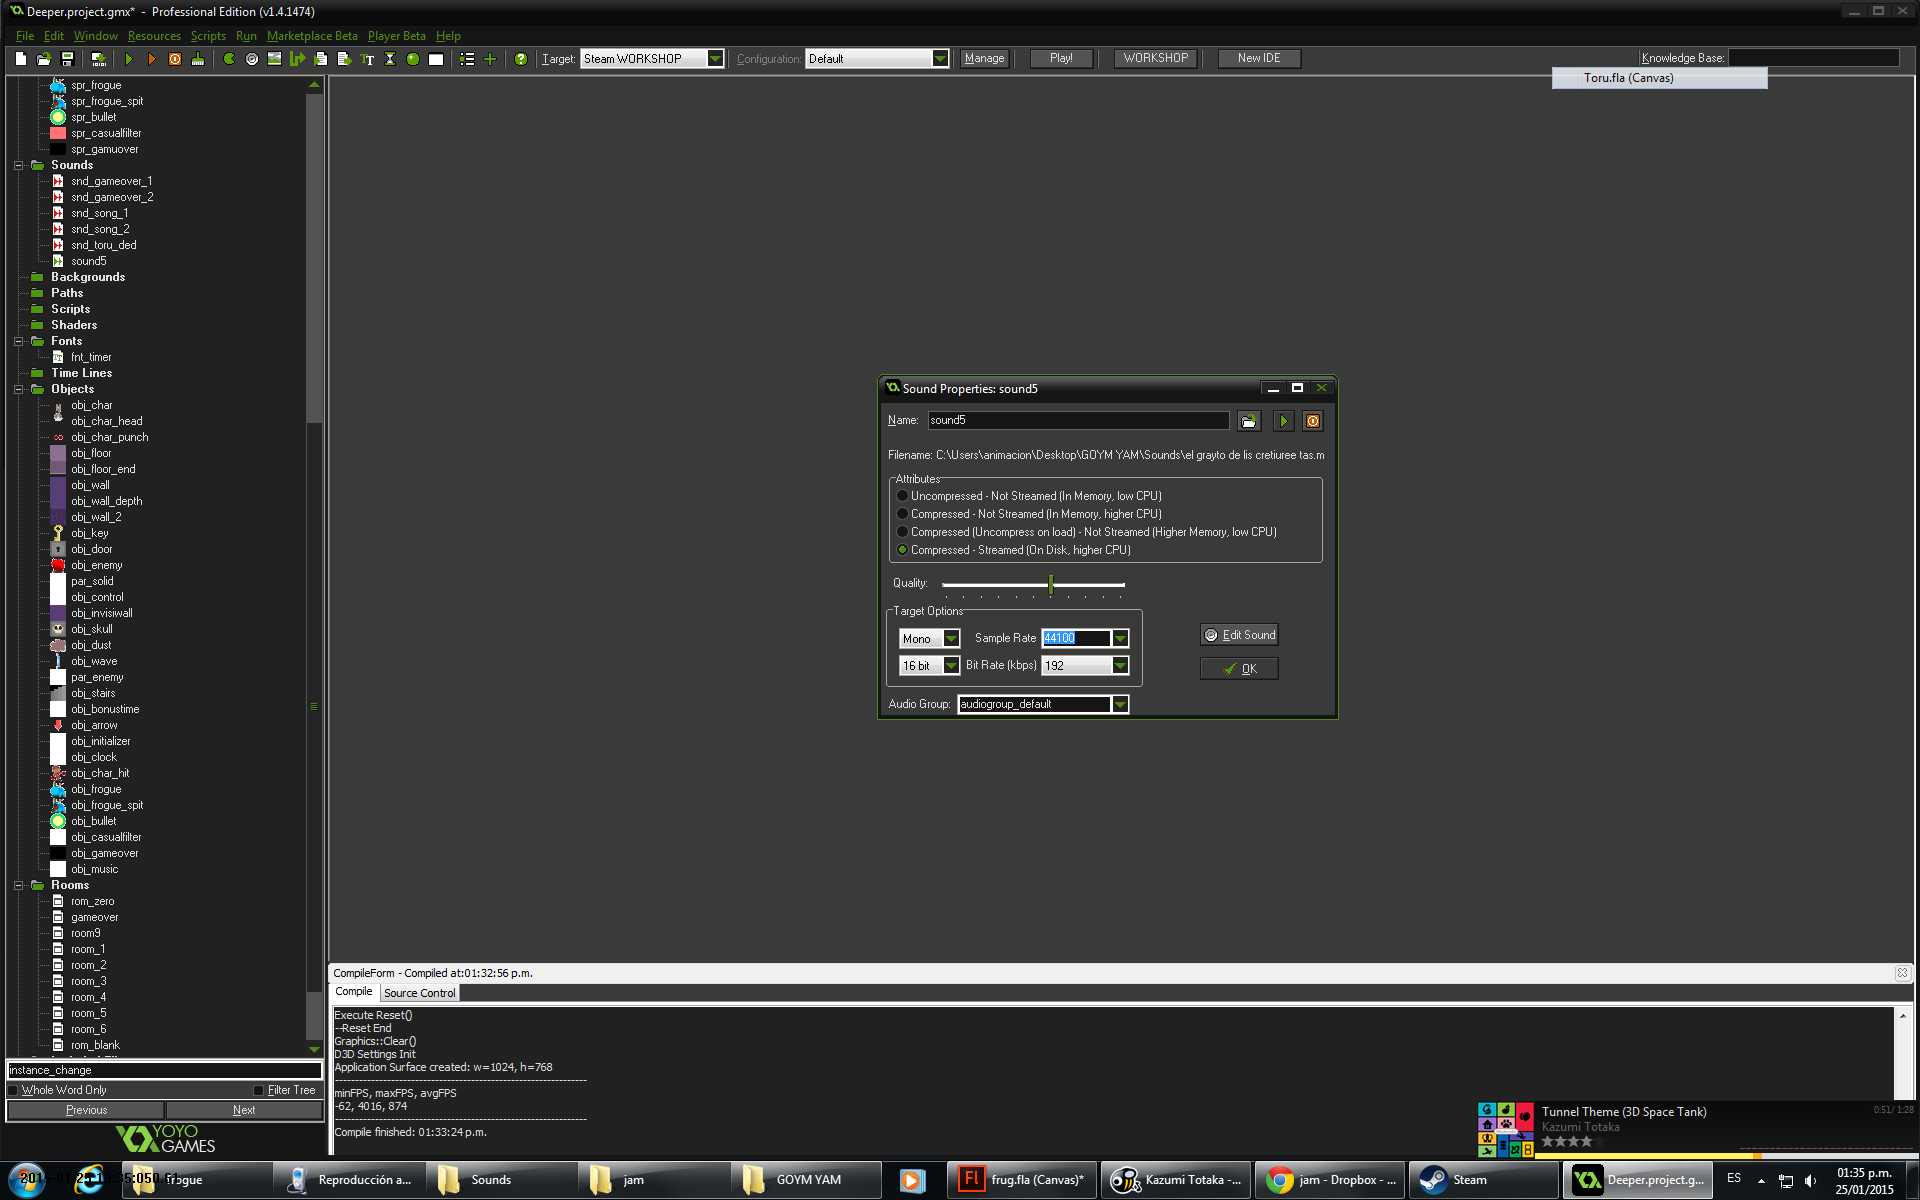 Deeper.project.gmx* - Professional Edition (v1.4.1474)
File Edit Window Resources Scripts Run Marketplace Beta Player Beta Help
Target: Steam WORKSHOP Configuration: Default Manage Play! WORKSHOP New IDE Knowledge Base:
Toru.fla (Canvas)
spr_frogue
spr_frogue_spit
spr_bullet
spr_casualfilter
spr_gamuover
Sounds
snd_gameover_1
snd_gameover_2
snd_song_1
snd_song_2
snd_toru_ded
sound5
Backgrounds
Paths
Scripts
Shaders
Fonts
fnt_timer
Time Lines
Objects
obj_char
obj_char_head
obj_char_punch
obj_floor
obj_floor_end
obj_wall
obj_wall_depth
obj_wall_2
obj_key
obj_door
obj_enemy
par_solid
obj_control
obj_invisiwall
obj_skull
obj_dust
obj_wave
par_enemy
obj_stairs
obj_bonustime
obj_arrow
obj_initializer
obj_clock
obj_char_hit
obj_frogue
obj_frogue_spit
obj_bullet
obj_casualfilter
obj_gameover
obj_music
Rooms
rom_zero
gameover
room9
room_1
room_2
room_3
room_4
room_5
room_6
rom_blank
instance_change
Whole Word Only Filter Tree
Previous Next
YOYO
GAMES
Sound Properties: sound5
Name: sound5
Filename: C:\Users\animacion\Desktop\GOYM YAM\Sounds\el grayto de lis cretiuree tas.m
Attributes
Uncompressed - Not Streamed (In Memory, low CPU)
Compressed - Not Streamed (In Memory, higher CPU)
Compressed (Uncompress on load) - Not Streamed (Higher Memory, low CPU)
Compressed - Streamed (On Disk, higher CPU)
Quality:
Target Options
Mono Sample Rate 44100
16 bit Bit Rate (kbps) 192
Edit Sound
OK
Audio Group: audiogroup_default
CompileForm - Compiled at:01:32:56 p.m.
Compile Source Control
Execute Reset()
--Reset End
Graphics::Clear()
D3D Settings Init
Application Surface created: w=1024, h=768
minFPS, maxFPS, avgFPS
-62, 4016, 874
Compile finished: 01:33:24 p.m.
Tunnel Theme (3D Space Tank) 0:51/ 1:28
Kazumi Totaka
Reproducción a... Sounds jam GOYM YAM frug.fla (Canvas)* Kazumi Totaka -... jam - Dropbox - ... Steam Deeper.project.g... ES 01:35 p.m.
25/01/2015